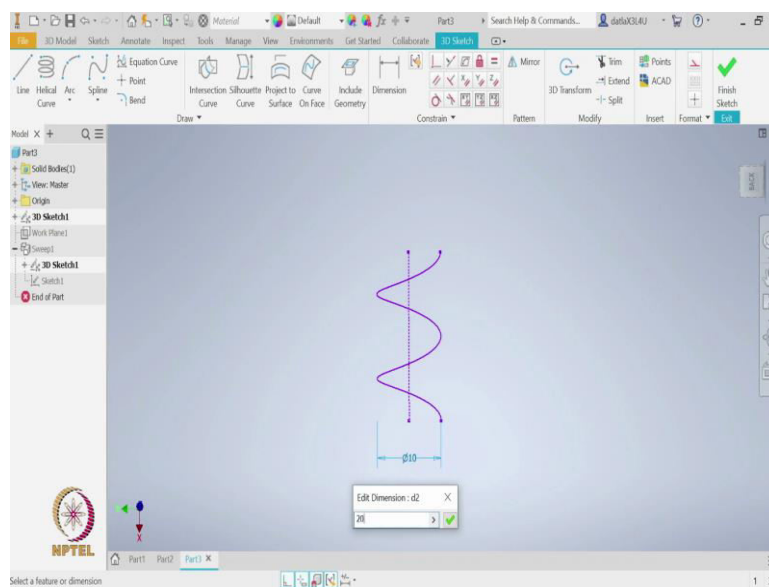 Material
Default
Part3
Search Help & Commands...
datlaX3L4U
File 3D Model Sketch Annotate Inspect Tools Manage View Environments Get Started Collaborate 3D Sketch
Line
Helical Curve
Arc
Spline
Equation Curve
Point
Bend
Intersection Curve
Silhouette Curve
Project to Surface
Curve On Face
Include Geometry
Dimension
Mirror
3D Transform
Trim
Extend
Split
Points
ACAD
Finish Sketch
Draw
Constrain
Pattern
Modify
Insert
Format
Exit
Model
Part3
Solid Bodies(1)
View: Master
Origin
3D Sketch1
Work Plane1
Sweep1
3D Sketch1
Sketch1
End of Part
BACK
Ø10
Edit Dimension : d2
20
X
NPTEL
Part1 Part2 Part3
Select a feature or dimension
1